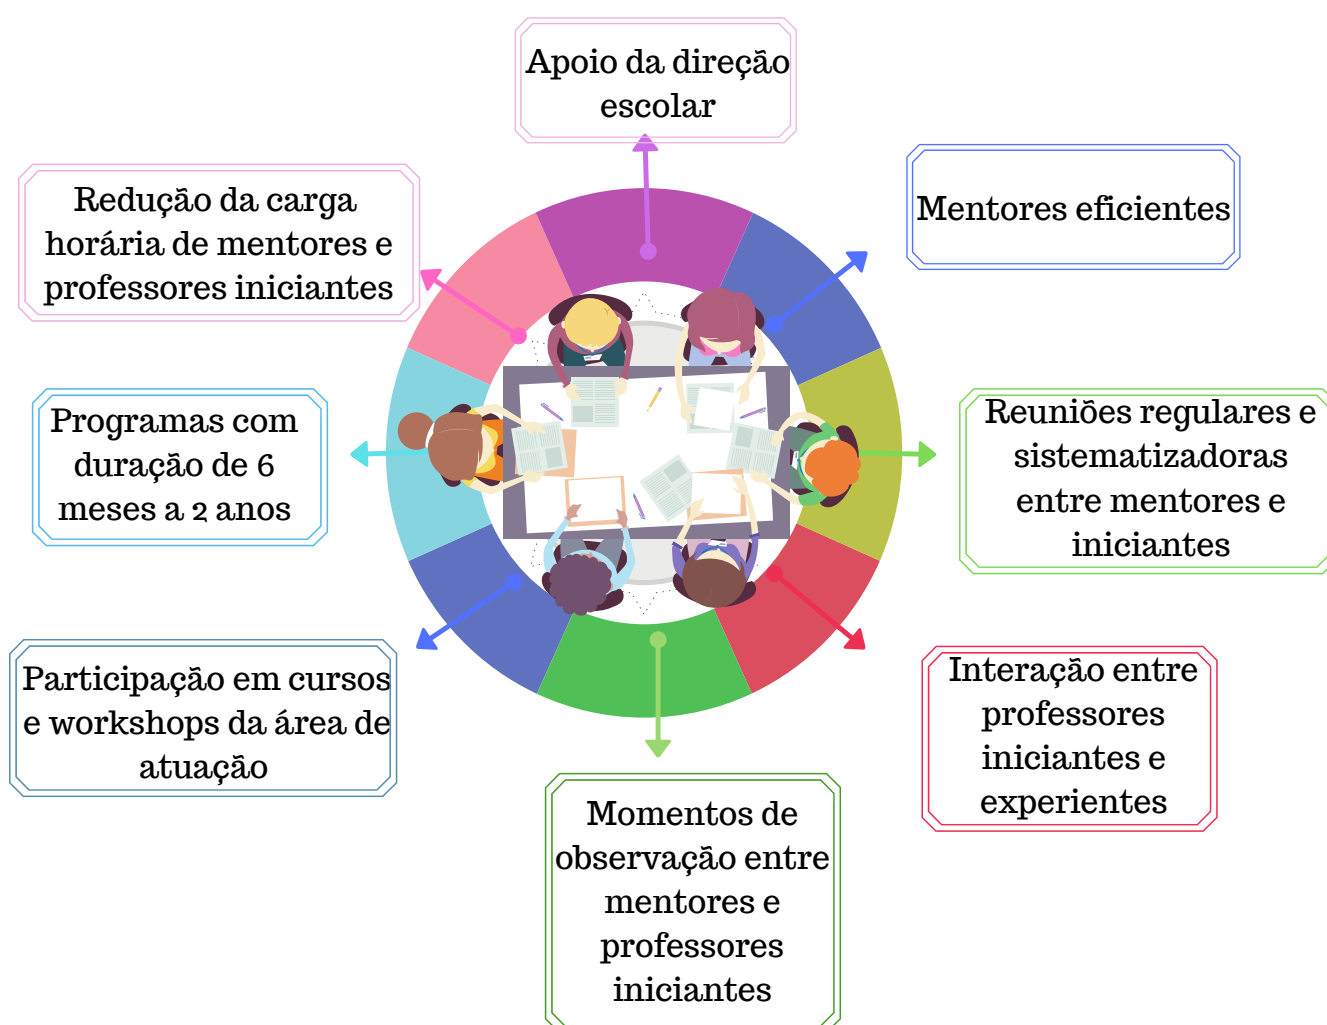 Apoio da direção
escolar
Mentores eficientes
Redução da carga
horária de mentores e
professores iniciantes
Reuniões regulares e
sistematizadoras
entre mentores e
iniciantes
Programas com
duração de 6
meses a 2 anos
Interação entre
professores
iniciantes e
experientes
Participação em cursos
e workshops da área de
atuação
Momentos de
observação entre
mentores e
professores
iniciantes